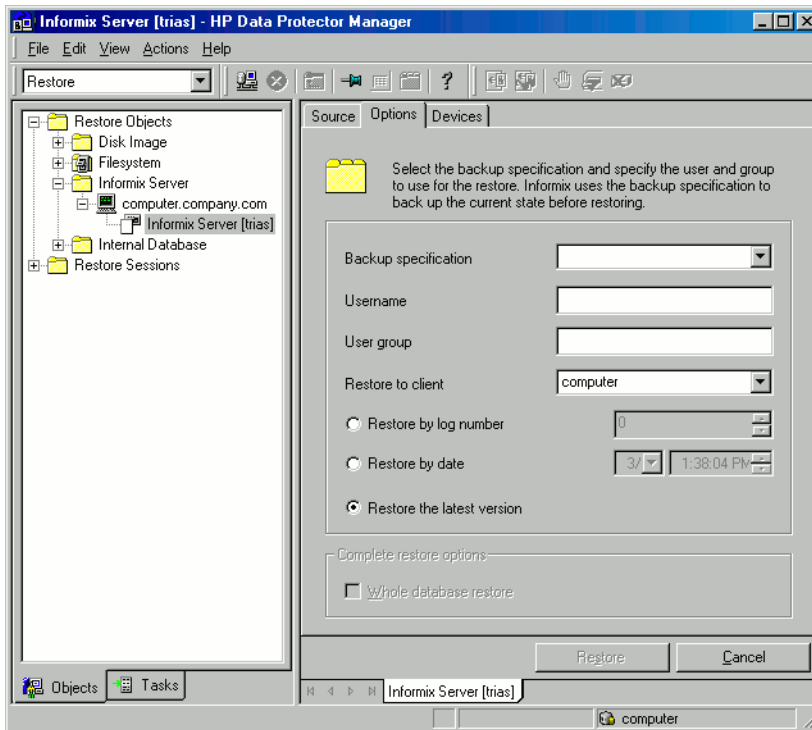 Informix Server [trias] - HP Data Protector Manager
File Edit View Actions Help
Restore
Restore Objects
Disk Image
Filesystem
Informix Server
computer.company.com
Informix Server [trias]
Internal Database
Restore Sessions
Objects
Tasks
Source Options Devices
Select the backup specification and specify the user and group
to use for the restore. Informix uses the backup specification to
back up the current state before restoring.
Backup specification
Username
User group
Restore to client computer
Restore by log number 0
Restore by date 3/ 1:38:04 PM
Restore the latest version
Complete restore options
Whole database restore
Restore Cancel
Informix Server [trias]
computer